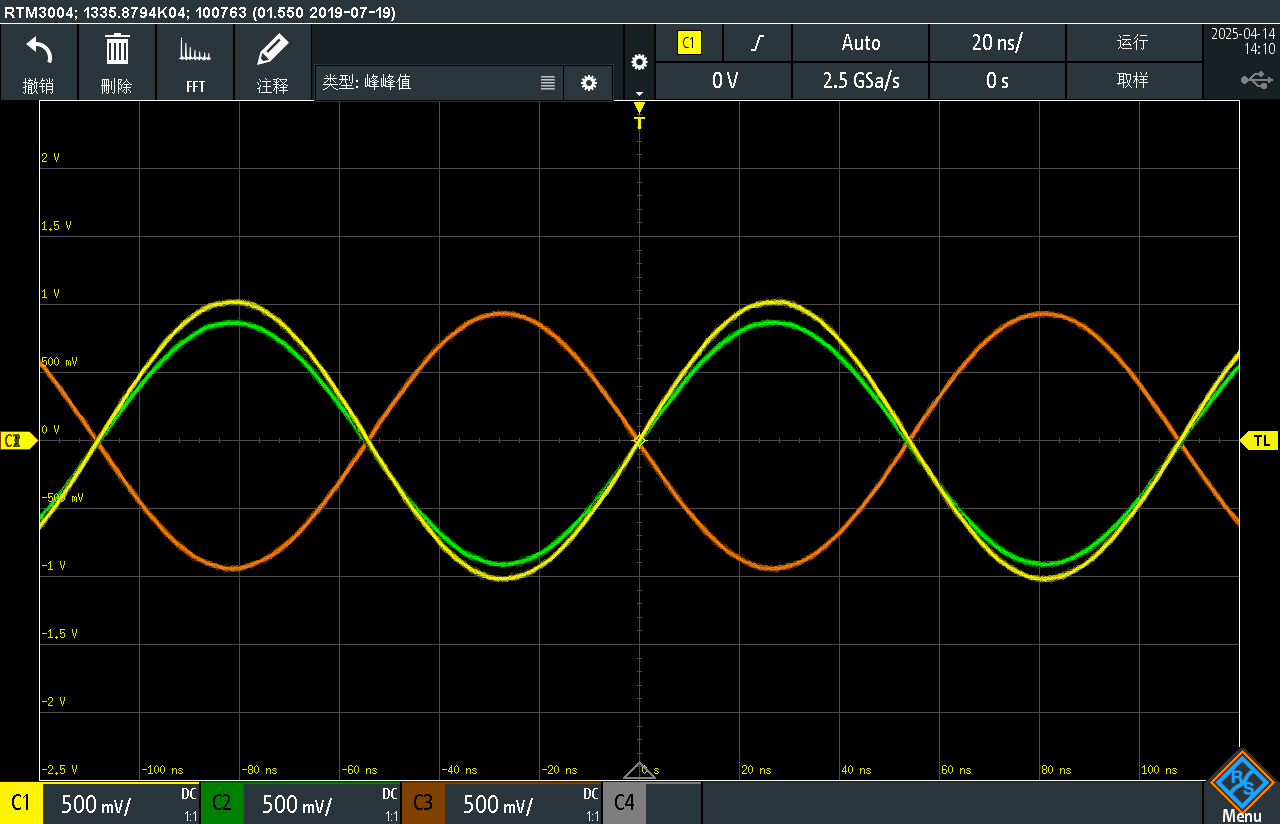 RTM3004; 1335.8794K04; 100763 (01.550 2019-07-19)
撤销
删除
FFT
注释
类型: 峰峰值
C1
Auto
20 ns/
运行
2025-04-14
14:10
0 V
2.5 GSa/s
0 s
取样
T
2 V
1.5 V
1 V
500 mV
0 V
-500 mV
-1 V
-1.5 V
-2 V
-2.5 V
TL
-100 ns
-80 ns
-60 ns
-40 ns
-20 ns
0 s
20 ns
40 ns
60 ns
80 ns
100 ns
C1
500 mV/
DC
1:1
C2
500 mV/
DC
1:1
C3
500 mV/
DC
1:1
C4
R
S
Menu